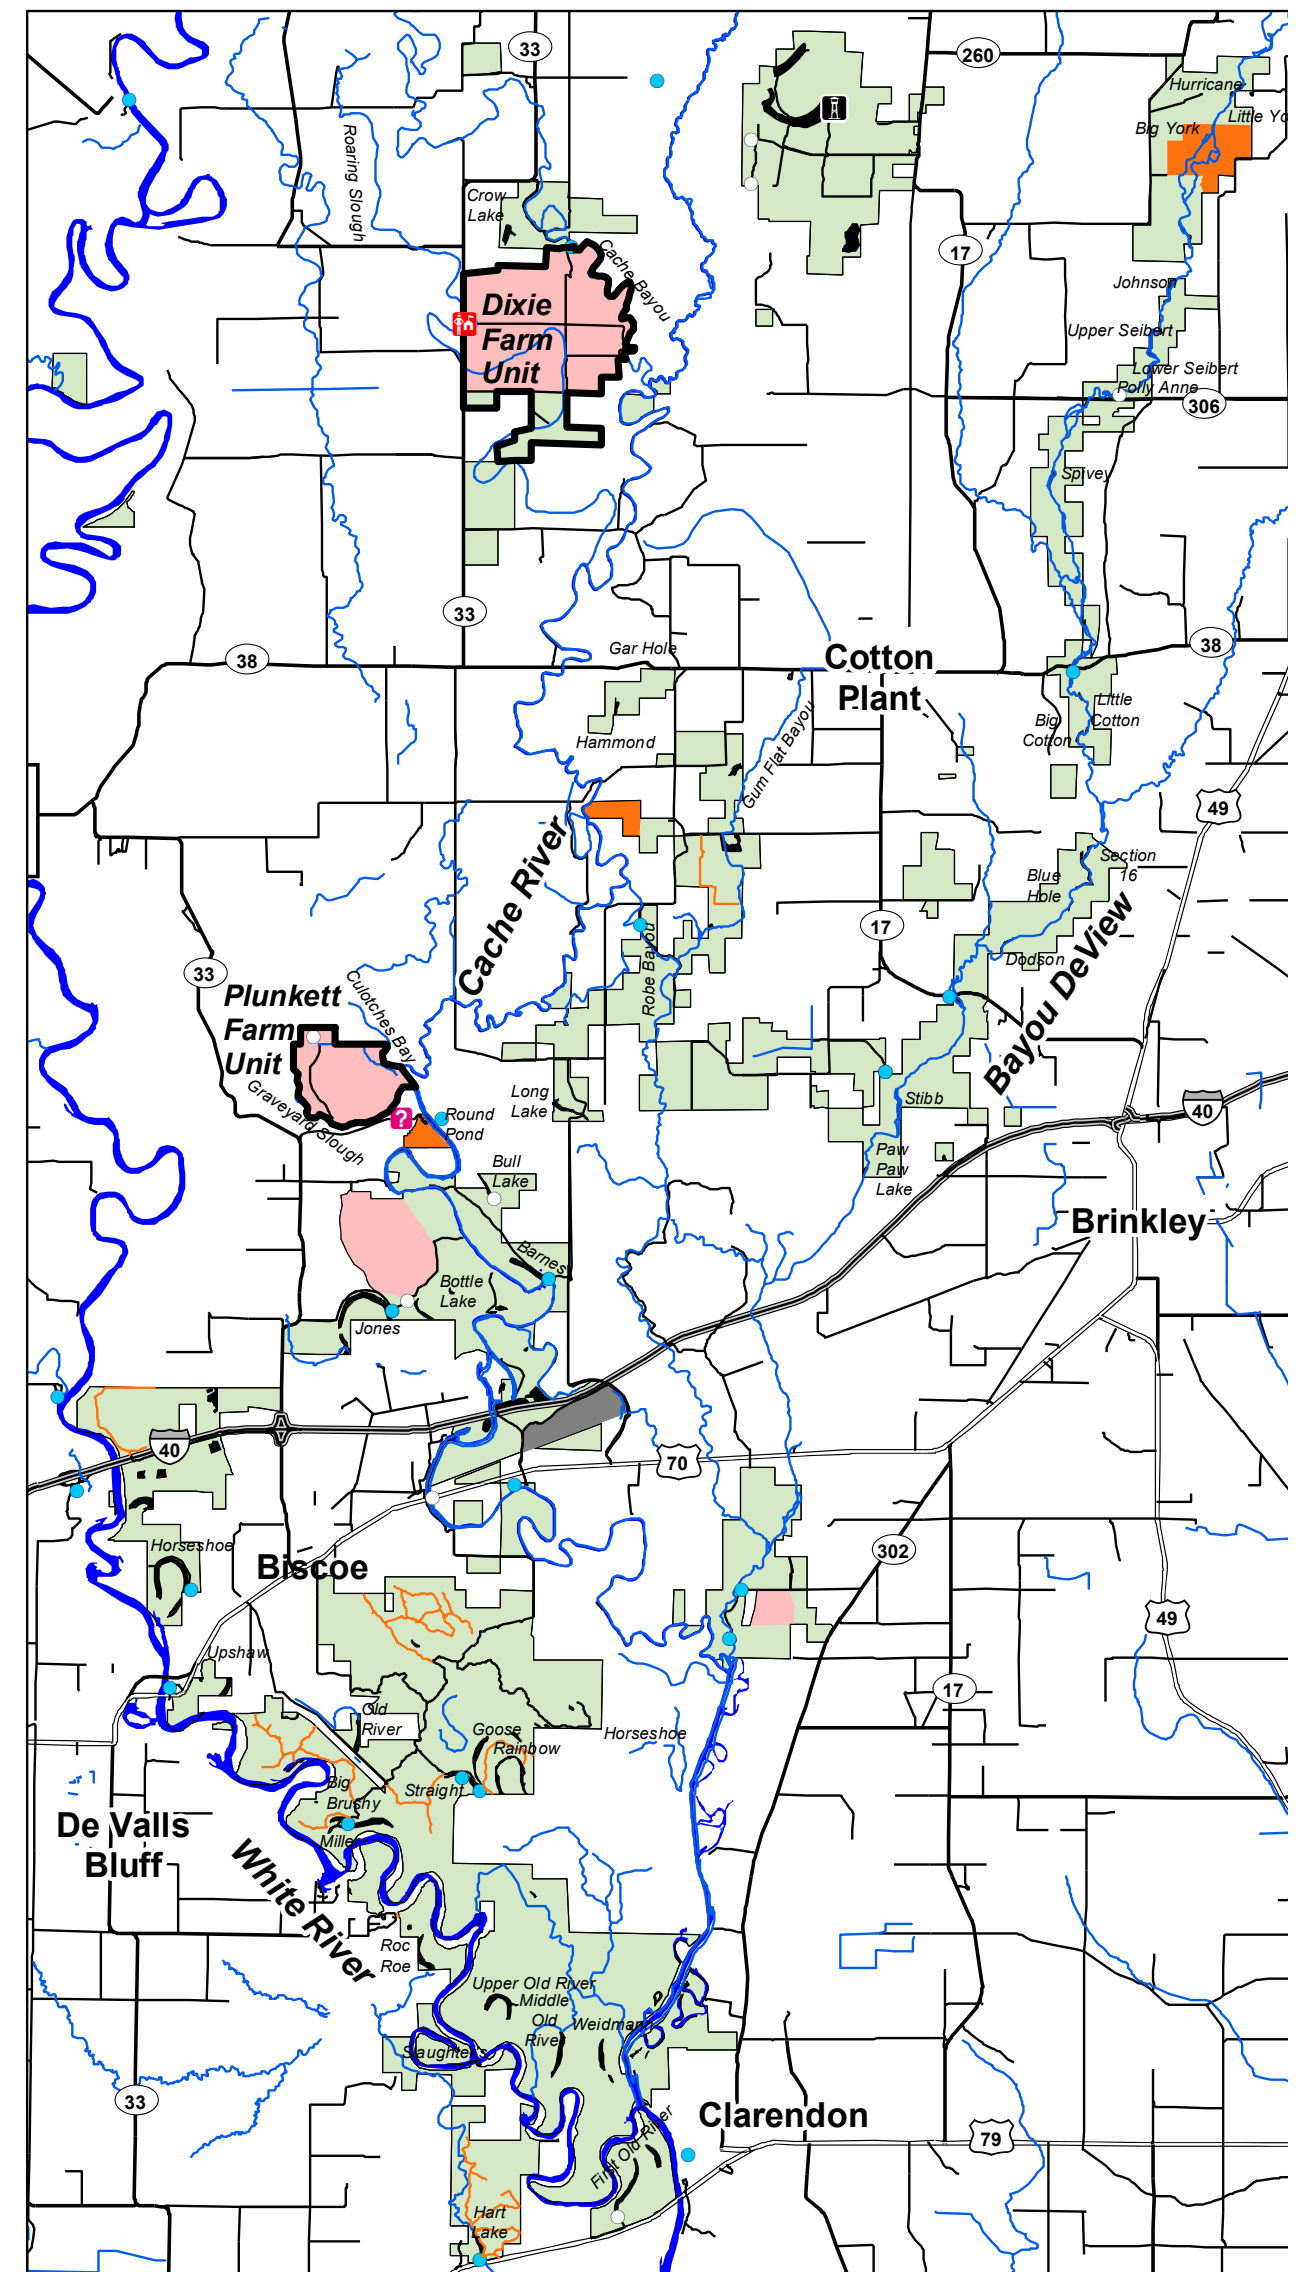 33
260
Hurricane
Big York
Little Yo
Roaring Slough
Crow
Lake
17
Cache Bayou
Johnson
Dixie
Farm
Unit
Upper Seibert
Lower Seibert
Polly Anne
306
Spivey
33
38
Gar Hole
38
Cotton
Plant
Little
Cotton
Big
Cotton
Hammond
Gum Flat Bayou
49
Cache River
Section
16
Blue
Hole
17
Dodson
Robe Bayou
33
Bayou DeView
Plunkett
Farm
Unit
Culotches Bay
Graveyard Slough
Long
Lake
Stibb
40
?
Round
Pond
Bull
Lake
Paw
Paw
Lake
Brinkley
Barnes
Bottle
Lake
Jones
40
70
Horseshoe
302
Biscoe
49
Upshaw
17
Old
River
Goose
Rainbow
Horseshoe
Big
Brushy
Straight
Miller
De Valls
Bluff
White River
Roc
Roe
Upper Old River
Middle
Old
River
Weidmann
Slaughter's
33
Clarendon
79
First Old River
Hart
Lake